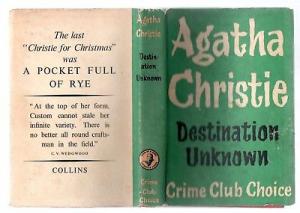 The last
"Christie for Christmas"
was
A POCKET FULL
OF RYE
"At the top of her form,
Custom cannot stale her
infinite variety. There is
no better all round crafts-
man in the field."
C.V. WEDGWOOD
COLLINS
Agatha
Christie
Destin-
ation
Unknown
Crime
Club
Choice
Agatha
Christie
Destination
Unknown
Crime Club Choice